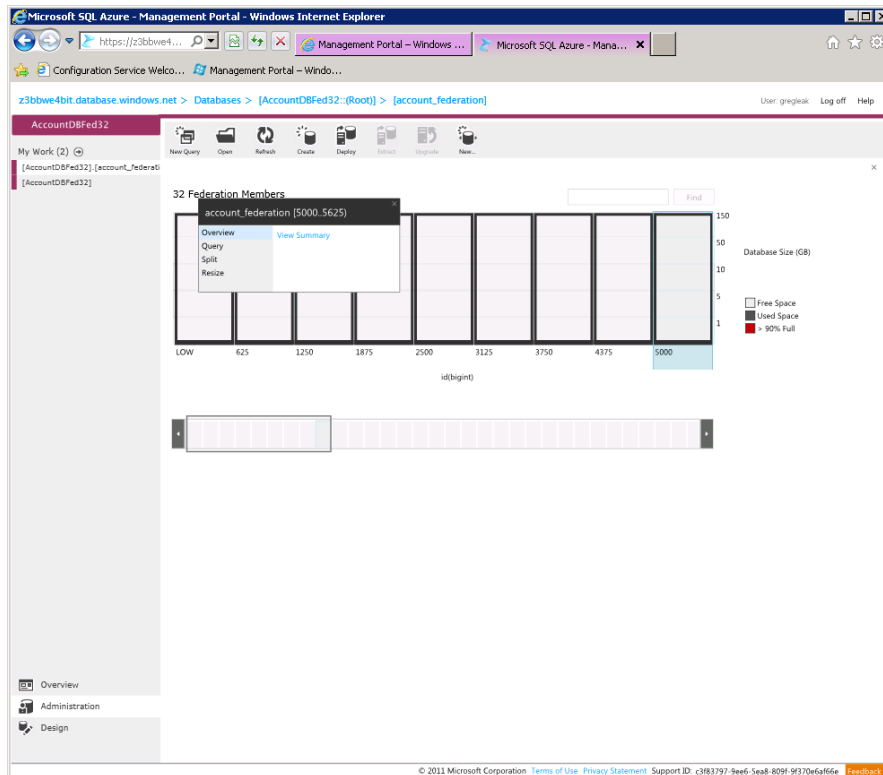 Microsoft SQL Azure - Management Portal - Windows Internet Explorer
https://z3bbwe4...
Management Portal – Windows ...
Microsoft SQL Azure - Mana...
Configuration Service Welco...
Management Portal – Windo...
z3bbwe4bit.database.windows.net > Databases > [AccountDBFed32::(Root)] > [account_federation]
User: gregleak Log off Help
AccountDBFed32
My Work (2)
[AccountDBFed32].[account_federati
[AccountDBFed32]
New Query Open Refresh Create Deploy Extract Upgrade New...
32 Federation Members
Find
account_federation [5000..5625)
Overview
View Summary
Query
Split
Resize
150
50
10
5
1
Database Size (GB)
Free Space
Used Space
> 90% Full
LOW 625 1250 1875 2500 3125 3750 4375 5000
id(bigint)
Overview
Administration
Design
© 2011 Microsoft Corporation Terms of Use Privacy Statement Support ID: c3f83797-9ee6-5ea8-809f-9f370e6af66e Feedback